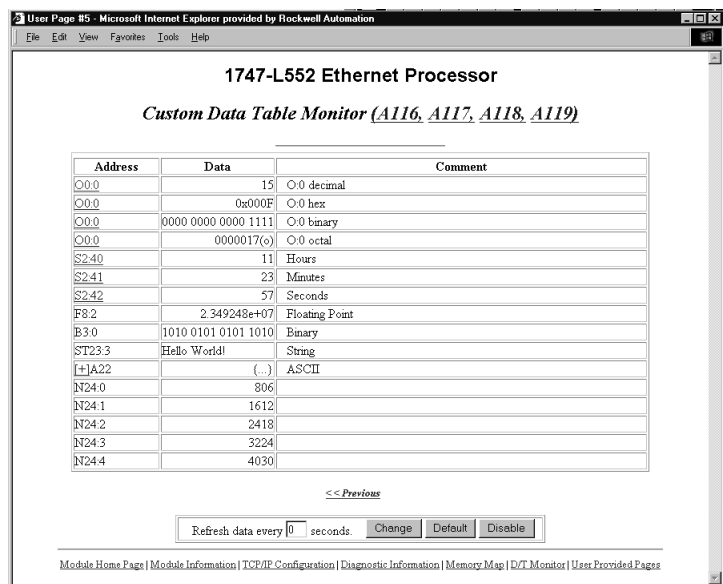 User Page #5 - Microsoft Internet Explorer provided by Rockwell Automation
File Edit View Favorites Tools Help
1747-L552 Ethernet Processor
Custom Data Table Monitor (A116, A117, A118, A119)
Address Data Comment
O0:0 15 O:0 decimal
O0:0 0x000F O:0 hex
O0:0 0000 0000 0000 1111 O:0 binary
O0:0 0000017(o) O:0 octal
S2:40 11 Hours
S2:41 23 Minutes
S2:42 57 Seconds
F8:2 2.349248e+07 Floating Point
B3:0 1010 0101 0101 1010 Binary
ST23:3 Hello World! String
[+]A22 (...) ASCII
N24:0 806
N24:1 1612
N24:2 2418
N24:3 3224
N24:4 4030
<< Previous
Refresh data every 0 seconds. Change Default Disable
Module Home Page | Module Information | TCP/IP Configuration | Diagnostic Information | Memory Map | D/T Monitor | User Provided Pages